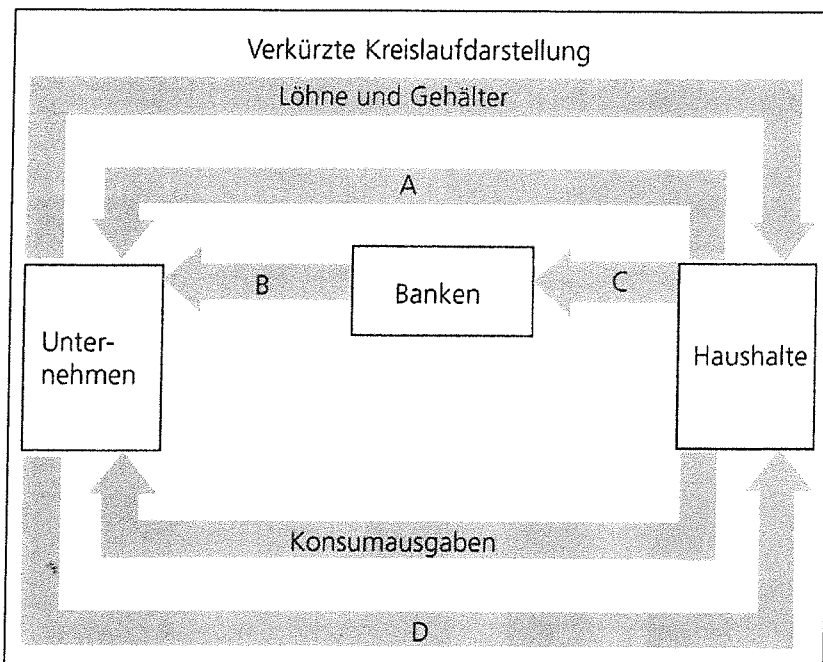 Verkürzte Kreislaufdarstellung
Löhne und Gehälter
A
B
Banken
C
Unter-
nehmen
Haushalte
Konsumausgaben
D